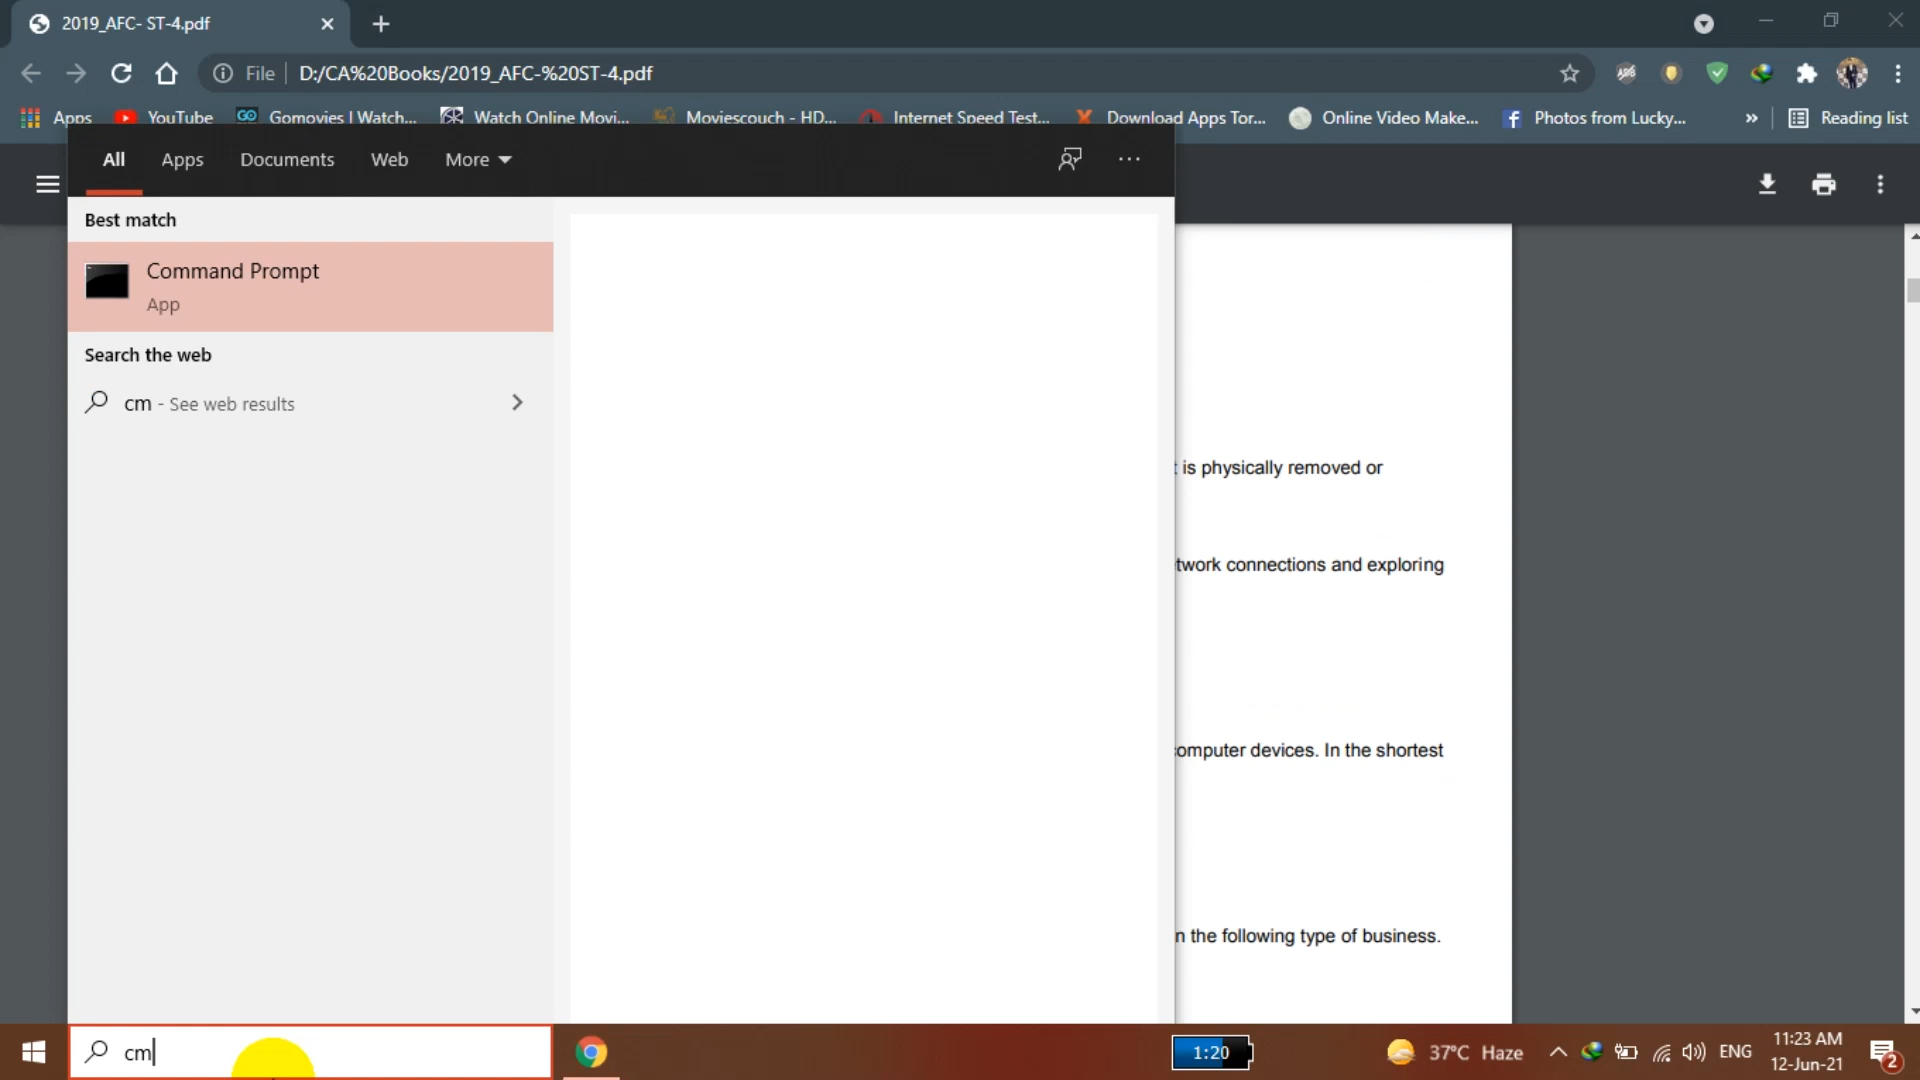 2019_AFC- ST-4.pdf
File
D:/CA%20Books/2019_AFC-%20ST-4.pdf
Apps
YouTube
Gomovies | Watch...
Watch Online Movi...
Moviescouch - HD...
Internet Speed Test...
Download Apps Tor...
Online Video Make...
Photos from Lucky...
Reading list
All
Apps
Documents
Web
More
Best match
Command Prompt
App
Search the web
cm - See web results
is physically removed or
twork connections and exploring
omputer devices. In the shortest
n the following type of business.
cm
1:20
37°C Haze
ENG
11:23 AM
12-Jun-21
2